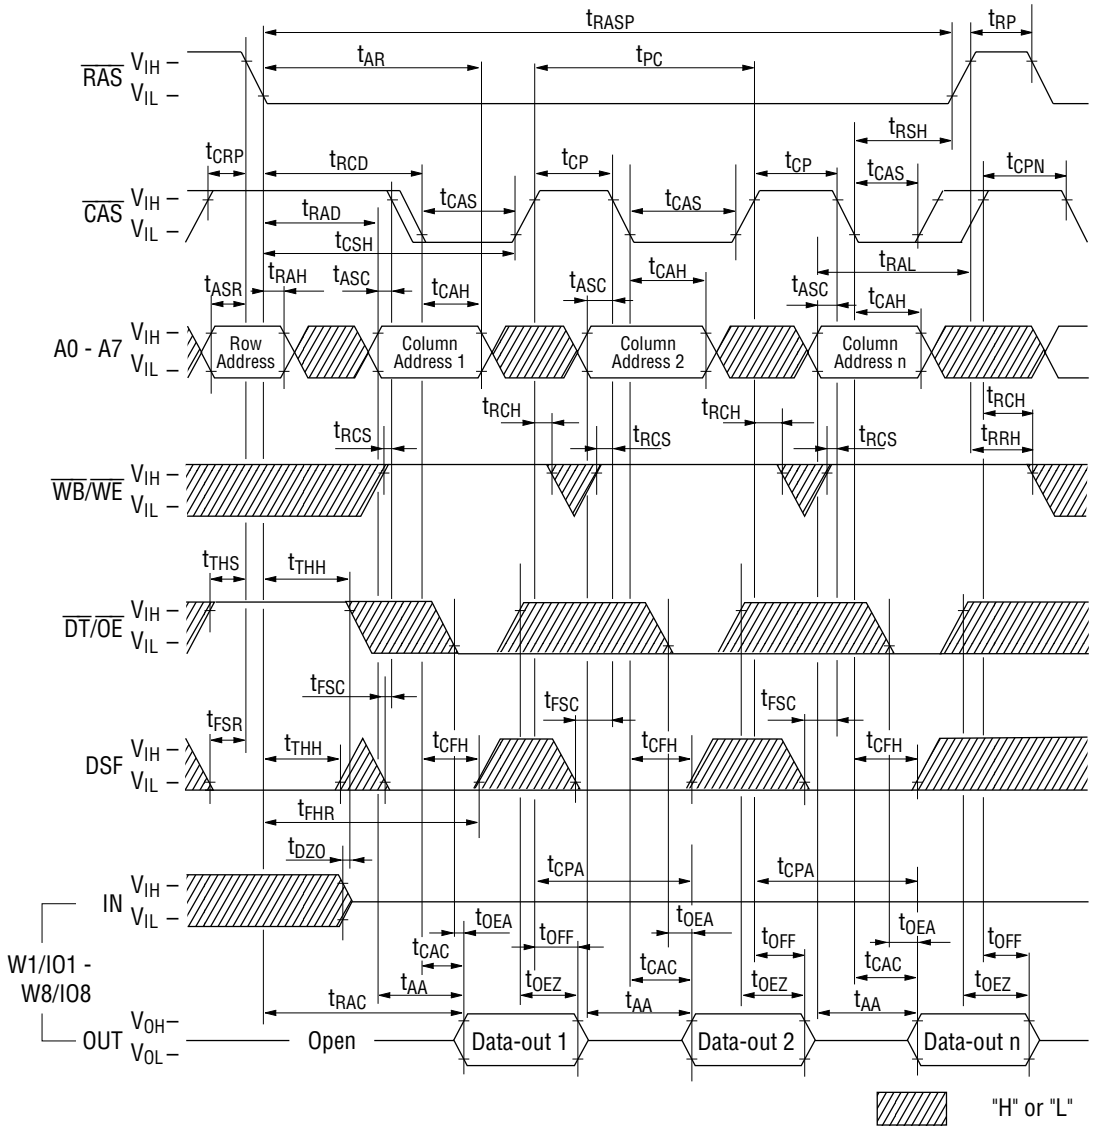 tRASP tRP
tAR tPC
RAS VIH –
VIL –
tRSH
tCRP tRCD tCP tCP tCAS tCPN
CAS VIH –
VIL –
tRAD tCAS tCAS
tCSH tRAL
tASR tRAH tASC tCAH tASC tCAH tASC tCAH
A0 - A7 VIH –
VIL –
Row Address
Column Address 1
Column Address 2
Column Address n
tRCH tRCH tRCH
tRCS tRCS tRCS tRRH
WB/WE VIH –
VIL –
tTHS tTHH
DT/OE VIH –
VIL –
tFSC tFSC tFSC
tFSR tTHH tCFH tCFH tCFH
DSF VIH –
VIL –
tFHR
tDZO tCPA tCPA
IN VIH –
VIL –
tOEA tOEA tOEA
tOFF tOFF tOFF
tCAC tCAC tCAC
W1/IO1 -
W8/IO8
tAA tOEZ tAA tOEZ tAA tOEZ
tRAC
OUT VOH –
VOL –
Open Data-out 1 Data-out 2 Data-out n
"H" or "L"